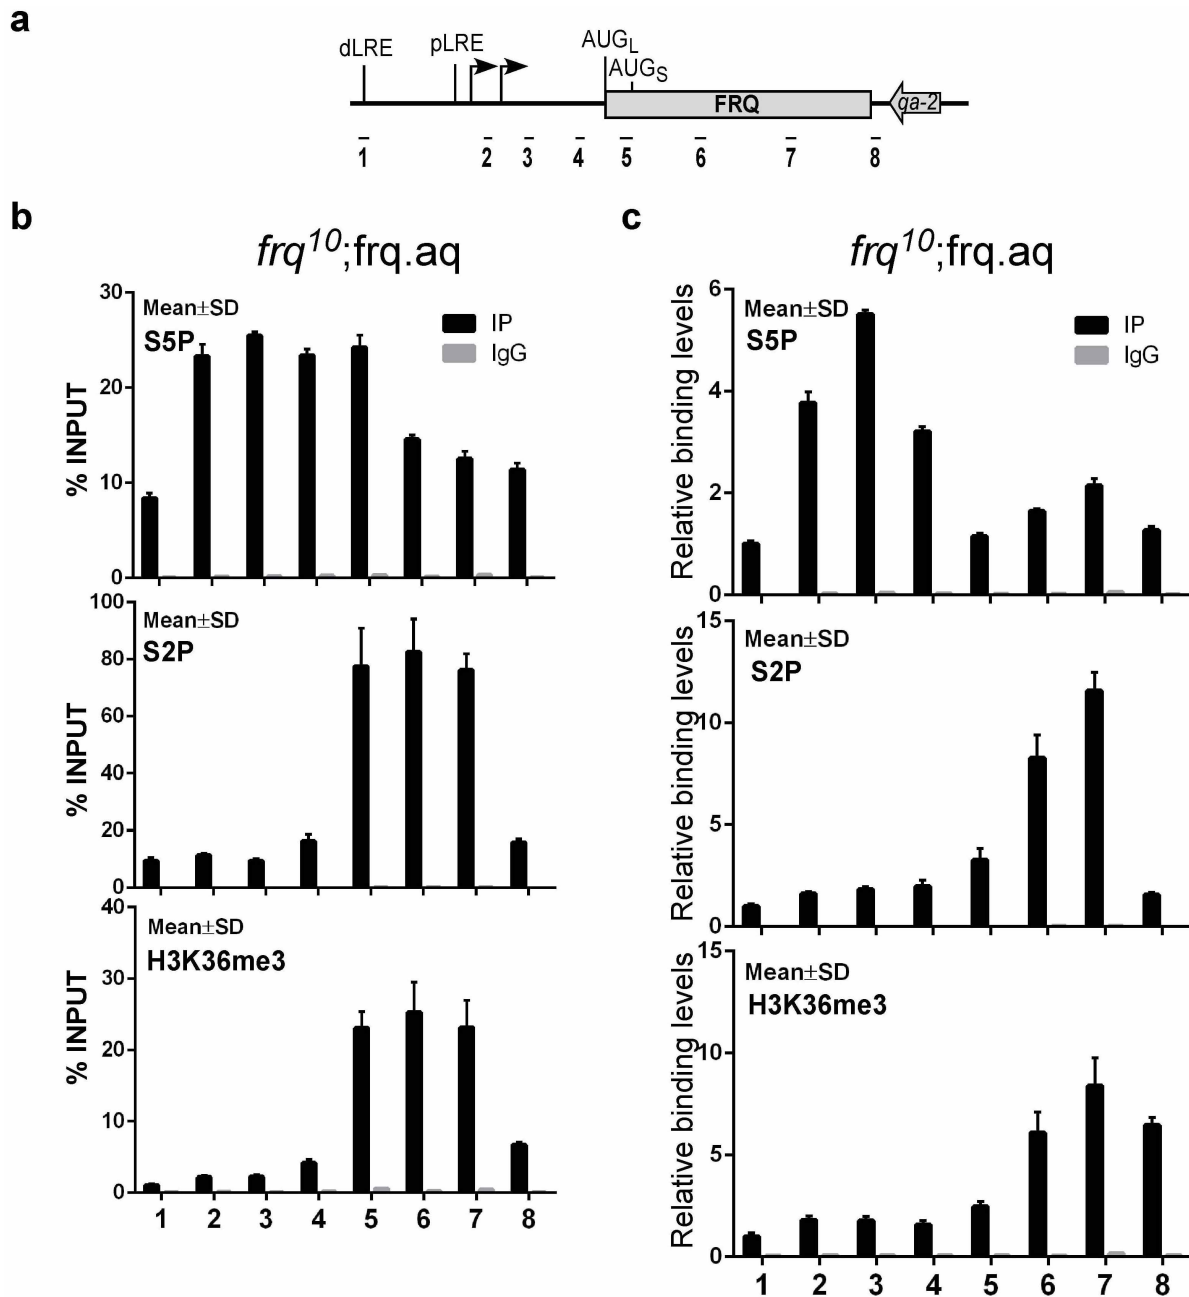 a
dLRE
pLRE
AUGL
AUGS
FRQ
qa-2
1 2 3 4 5 6 7 8
b
frq10;frq.aq
30
20
10
0
% INPUT
Mean±SD
S5P
IP
IgG
100
80
60
40
20
0
% INPUT
Mean±SD
S2P
40
30
20
10
0
% INPUT
Mean±SD
H3K36me3
1 2 3 4 5 6 7 8
c
frq10;frq.aq
6
4
2
0
Relative binding levels
Mean±SD
S5P
IP
IgG
15
10
5
0
Relative binding levels
Mean±SD
S2P
15
10
5
0
Relative binding levels
Mean±SD
H3K36me3
1 2 3 4 5 6 7 8